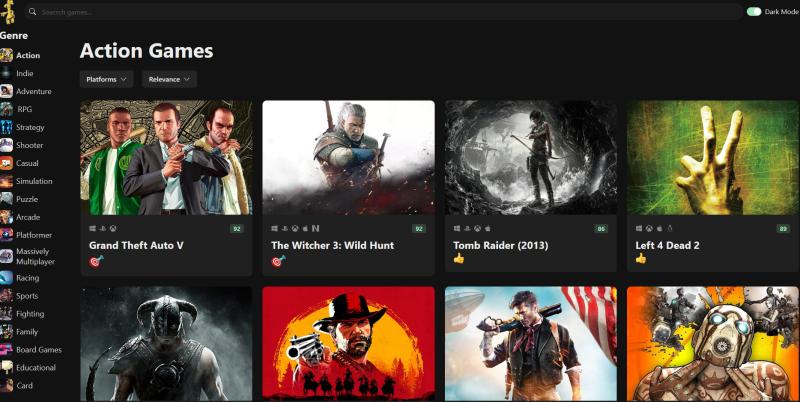 Search games...
Dark Mode
Genre
Action
Indie
Adventure
RPG
Strategy
Shooter
Casual
Simulation
Puzzle
Arcade
Platformer
Massively
Multiplayer
Racing
Sports
Fighting
Family
Board Games
Educational
Card
Action Games
Platforms
Relevance
92
Grand Theft Auto V
92
The Witcher 3: Wild Hunt
86
Tomb Raider (2013)
89
Left 4 Dead 2